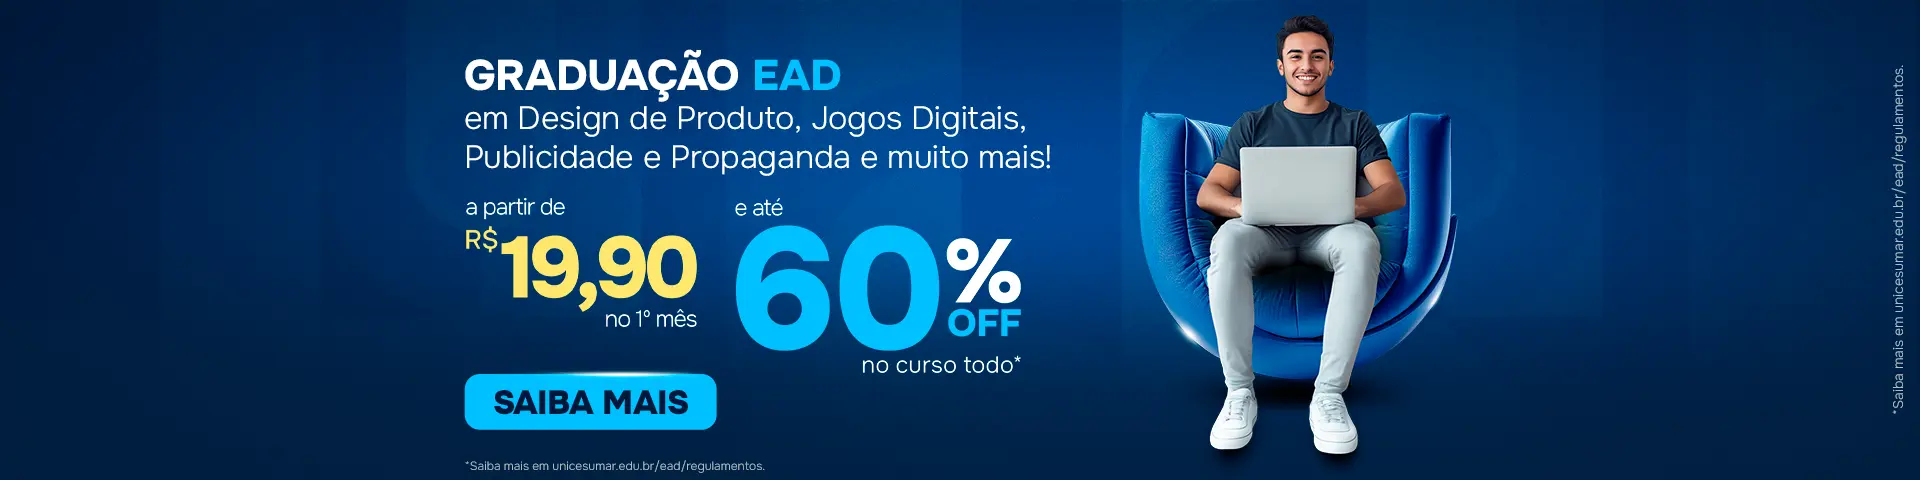 GRADUAÇÃO EAD
em Design de Produto, Jogos Digitais,
Publicidade e Propaganda e muito mais!
a partir de
R$ 19,90
no 1º mês
e até
60% OFF
no curso todo*
SAIBA MAIS
*Saiba mais em unicesumar.edu.br/ead/regulamentos.
*Saiba mais em unicesumar.edu.br/ead/regulamentos.